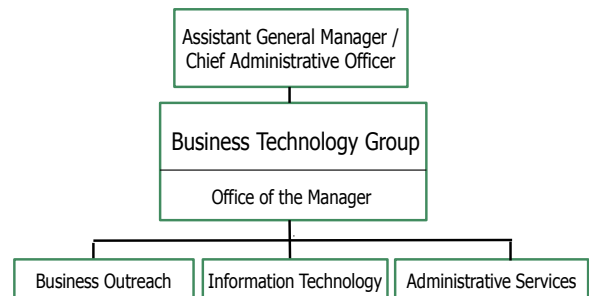 Assistant General Manager /
Chief Administrative Officer
Business Technology Group
Office of the Manager
Business Outreach
Information Technology
Administrative Services